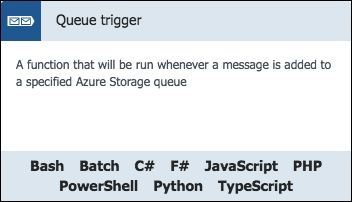 Queue trigger
A function that will be run whenever a message is added to
a specified Azure Storage queue
Bash Batch C# F# JavaScript PHP
PowerShell Python TypeScript